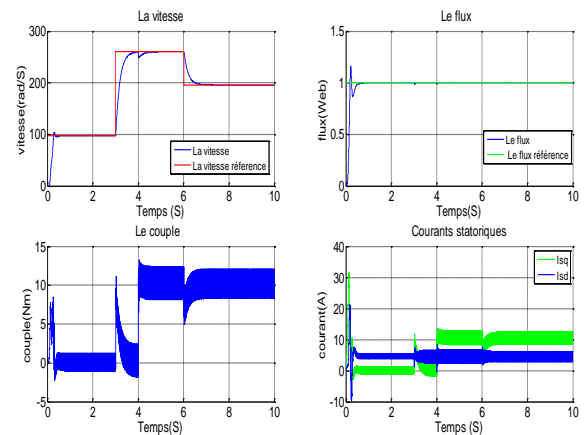 La vitesse
300
200
100
0
vitesse(rad/S)
0 2 4 6 8 10
Temps (S)
La vitesse
La vitesse réference
Le flux
1.5
1
0.5
0
flux(Web)
0 2 4 6 8 10
Temps(S)
Le flux
Le flux référence
Le couple
15
10
5
0
-5
couple(Nm)
0 2 4 6 8 10
Temps(S)
Courants statoriques
40
30
20
10
0
-10
courant(A)
0 2 4 6 8 10
Temps(S)
Isq
Isd